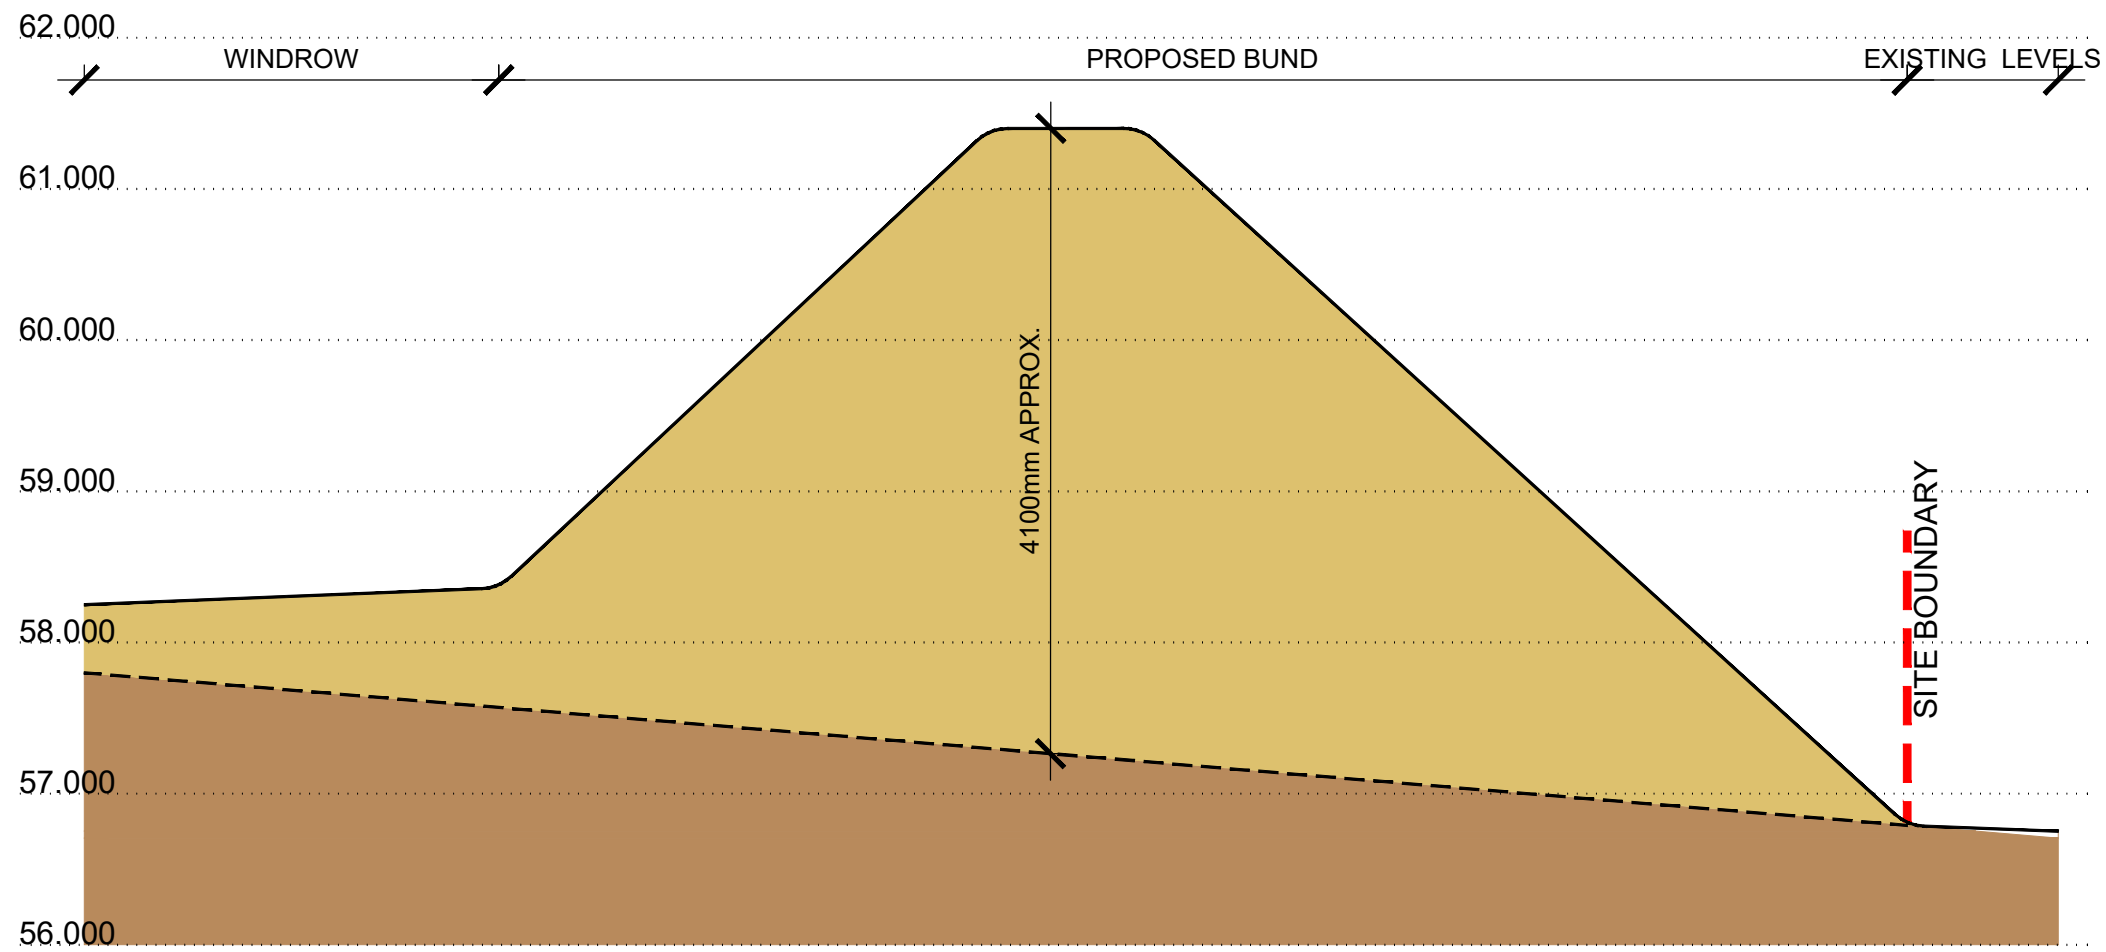 62.000
WINDROW
PROPOSED BUND
EXISTING LEVELS
61.000
60.000
4100mm APPROX.
59.000
SITE BOUNDARY
58.000
57.000
56.000